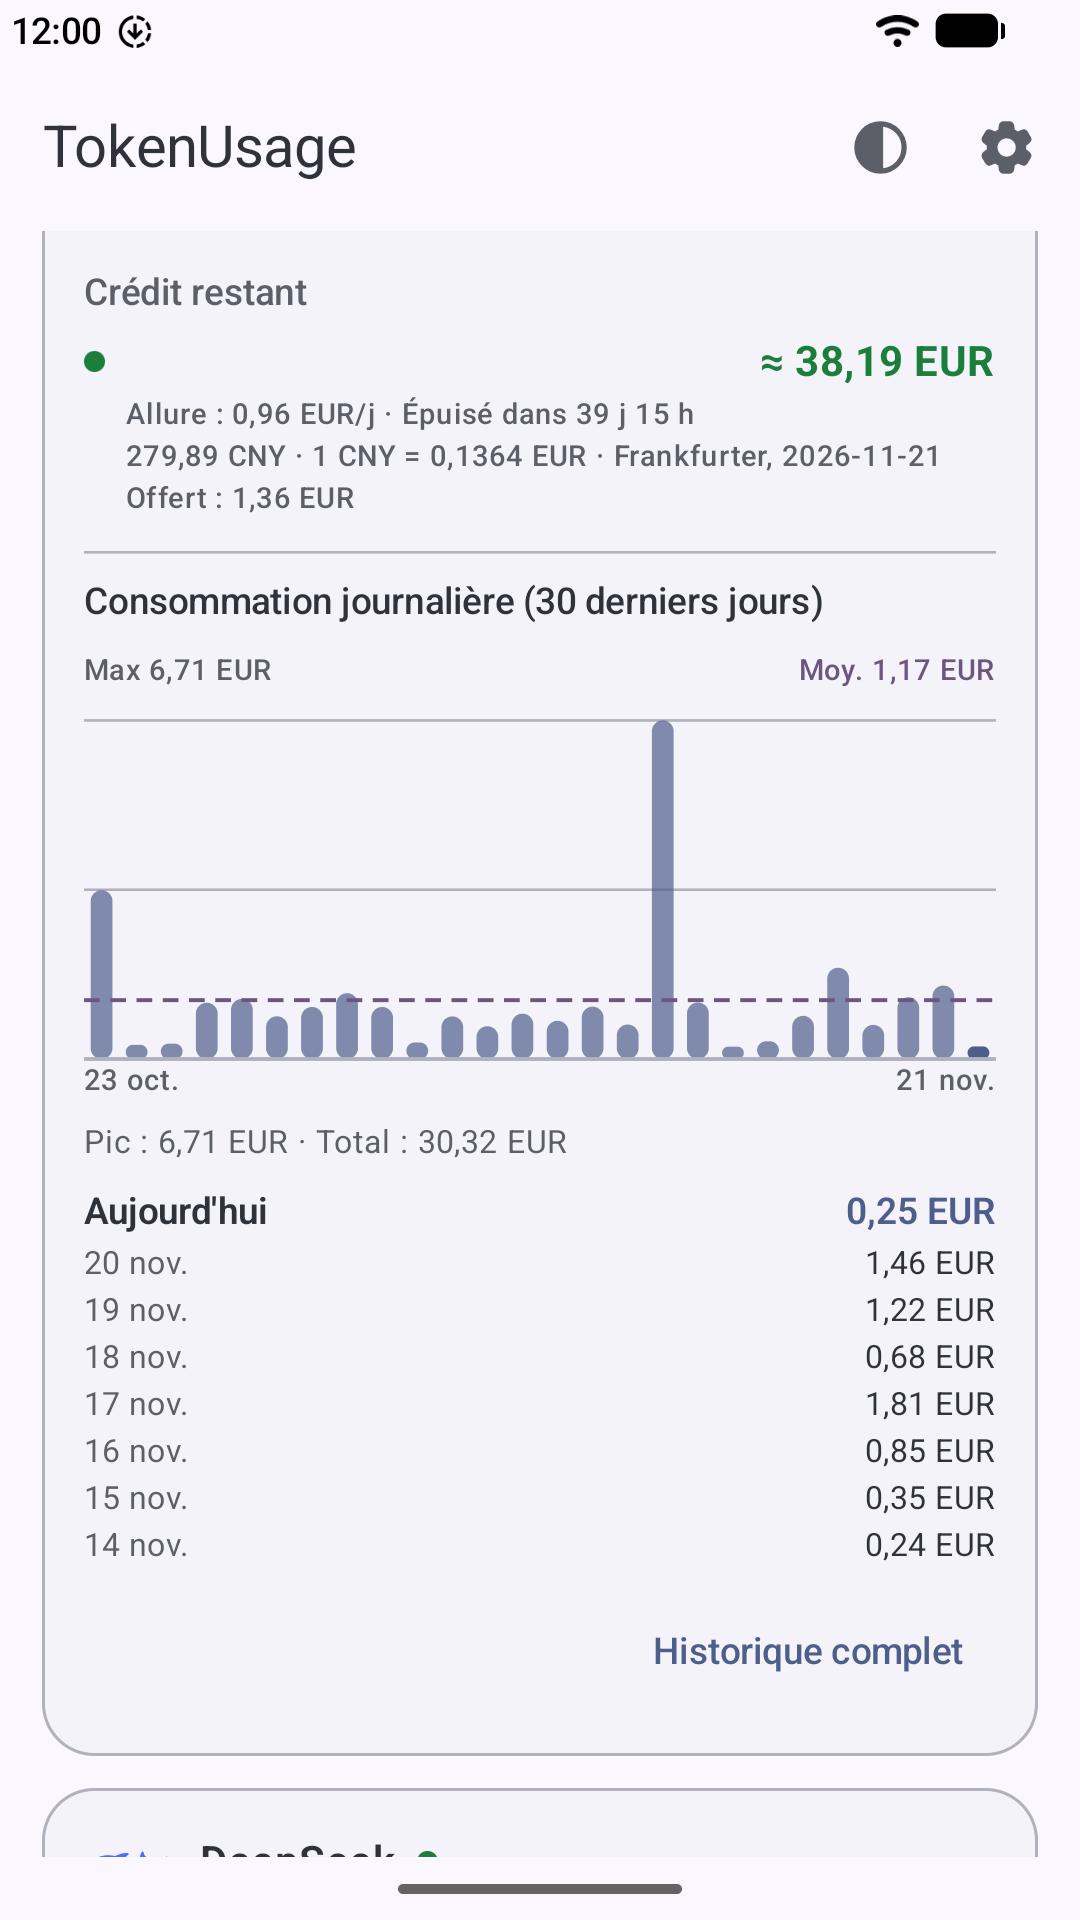 12:00
TokenUsage
Crédit restant
≈ 38,19 EUR
Allure : 0,96 EUR/j · Épuisé dans 39 j 15 h
279,89 CNY · 1 CNY = 0,1364 EUR · Frankfurter, 2026-11-21
Offert : 1,36 EUR
Consommation journalière (30 derniers jours)
Max 6,71 EUR Moy. 1,17 EUR
23 oct. 21 nov.
Pic : 6,71 EUR · Total : 30,32 EUR
Aujourd'hui 0,25 EUR
20 nov. 1,46 EUR
19 nov. 1,22 EUR
18 nov. 0,68 EUR
17 nov. 1,81 EUR
16 nov. 0,85 EUR
15 nov. 0,35 EUR
14 nov. 0,24 EUR
Historique complet
DeepSeek